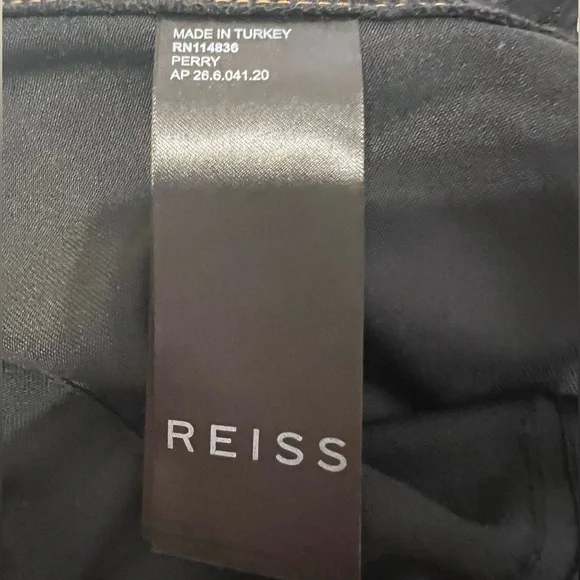 MADE IN TURKEY
RN114836
PERRY
AP 26.6.041.20
REISS